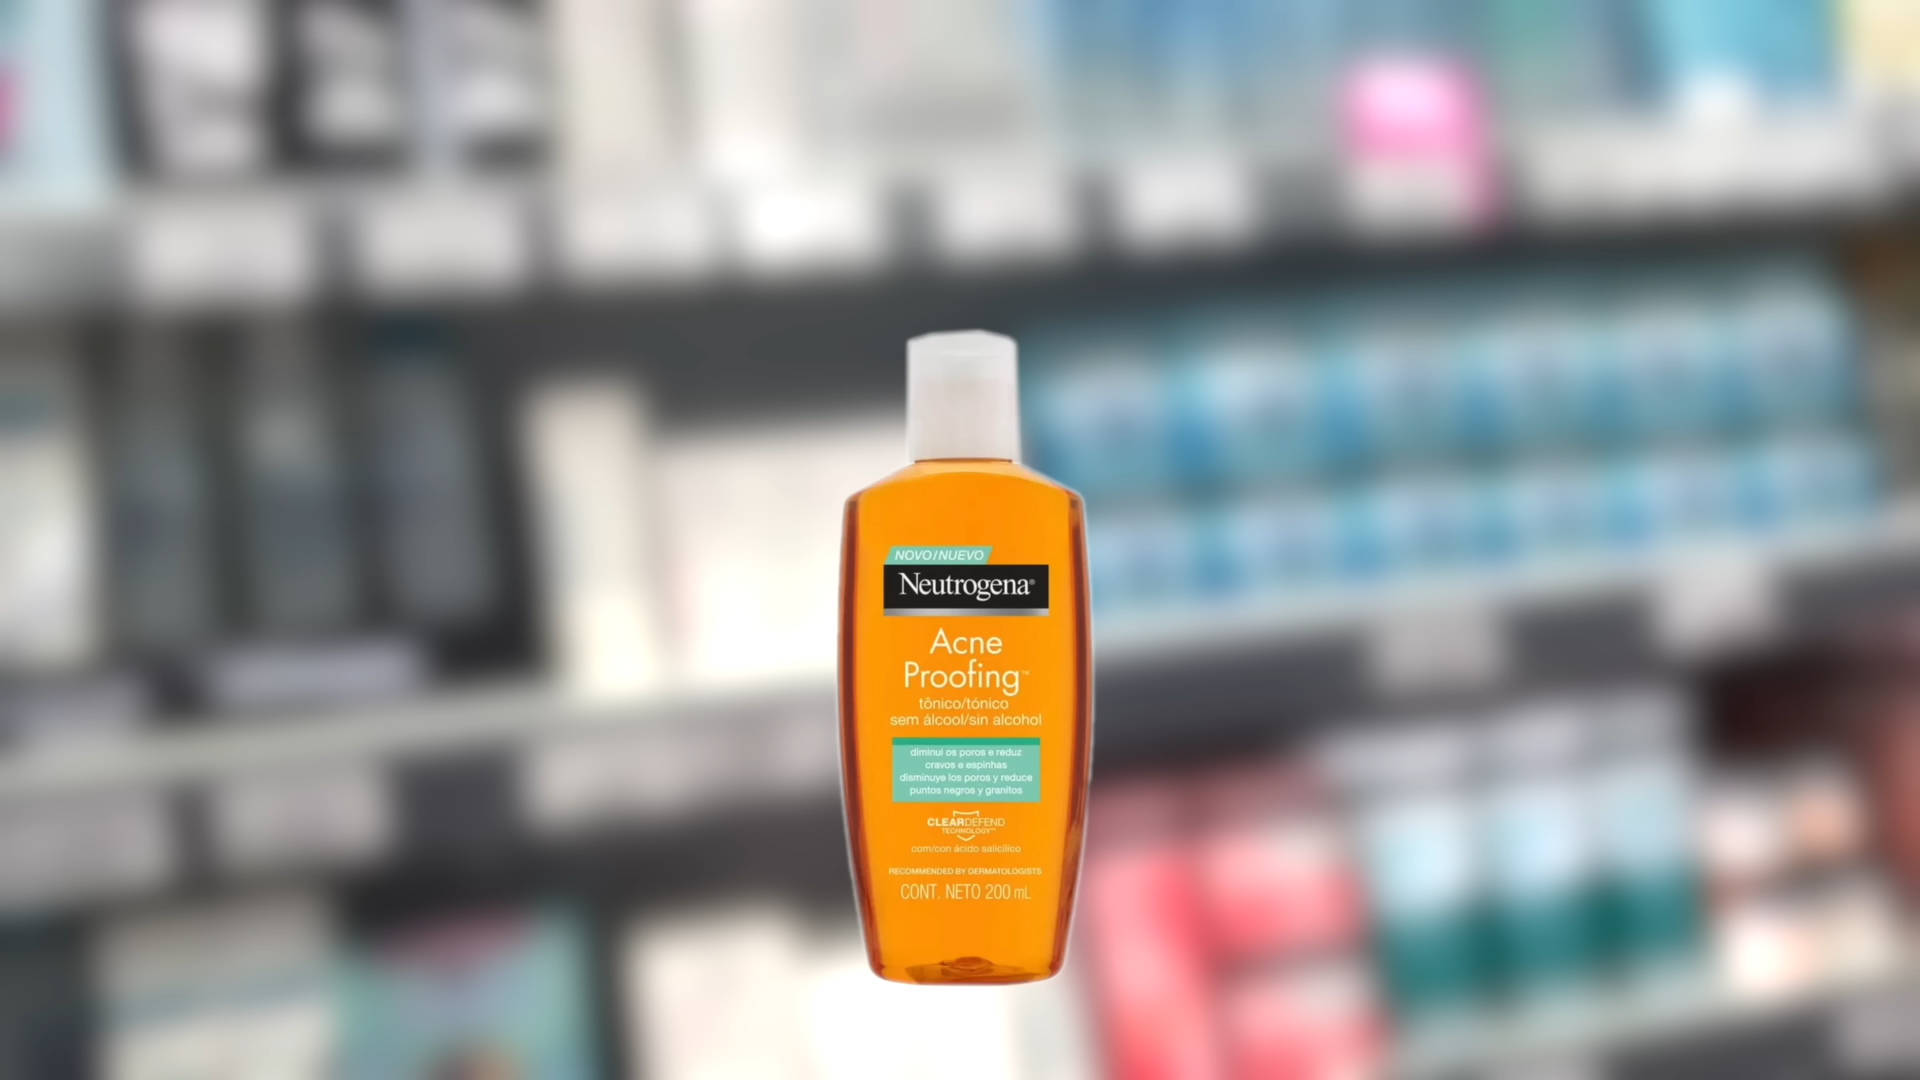 NOVO/NUEVO
Neutrogena®
Acne
Proofing™
tônico/tónico
sem álcool/sin alcohol
diminui os poros e reduz
cravos e espinhas
disminuye los poros y reduce
puntos negros y granitos
CLEARDEFEND
TECHNOLOGY™
com/con ácido salicílico
RECOMMENDED BY DERMATOLOGISTS
CONT. NETO 200 mL